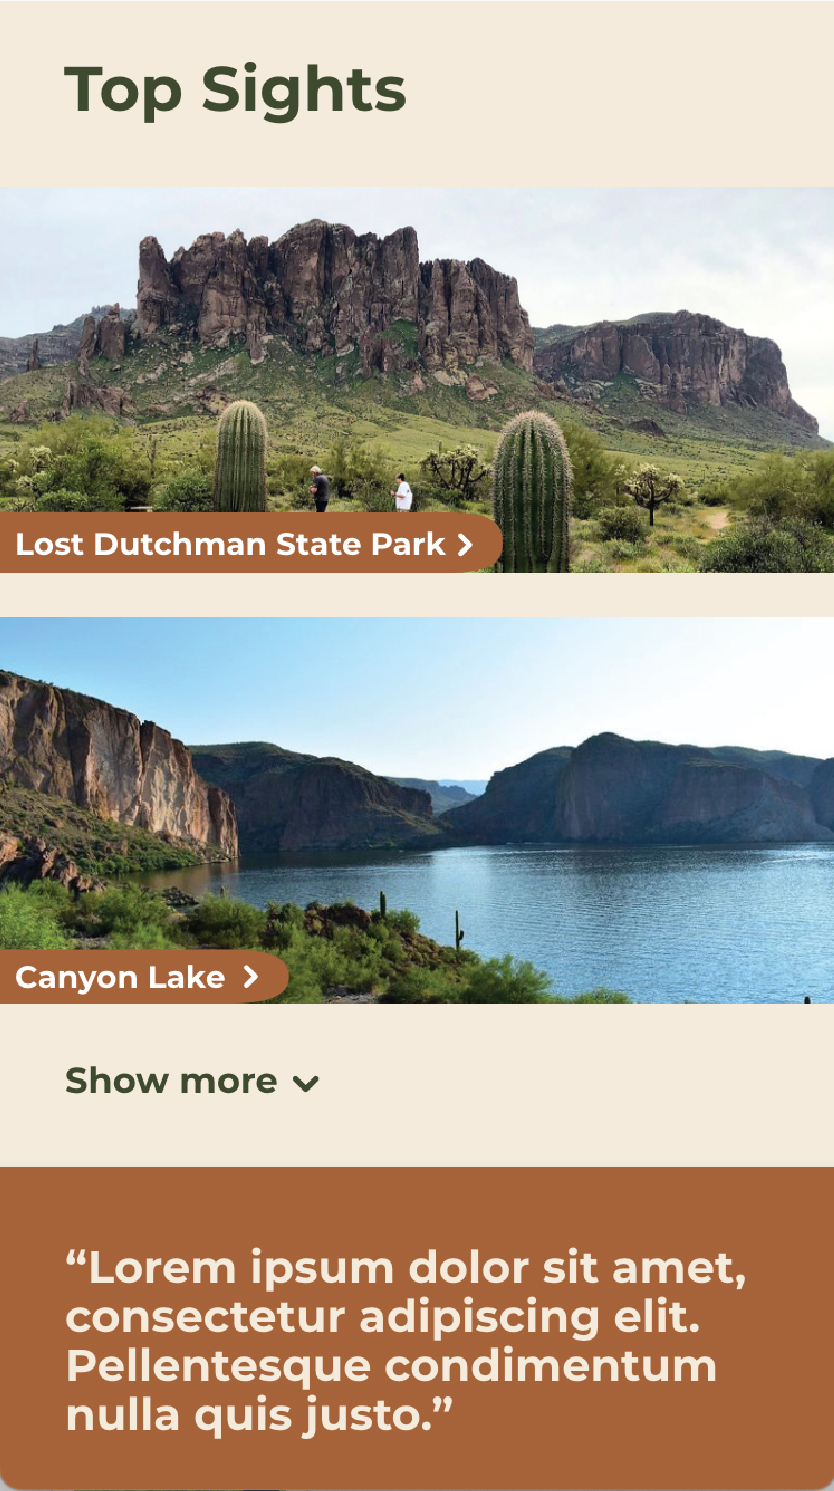 Top Sights
Lost Dutchman State Park
Canyon Lake
Show more
“Lorem ipsum dolor sit amet,
consectetur adipiscing elit.
Pellentesque condimentum
nulla quis justo.”